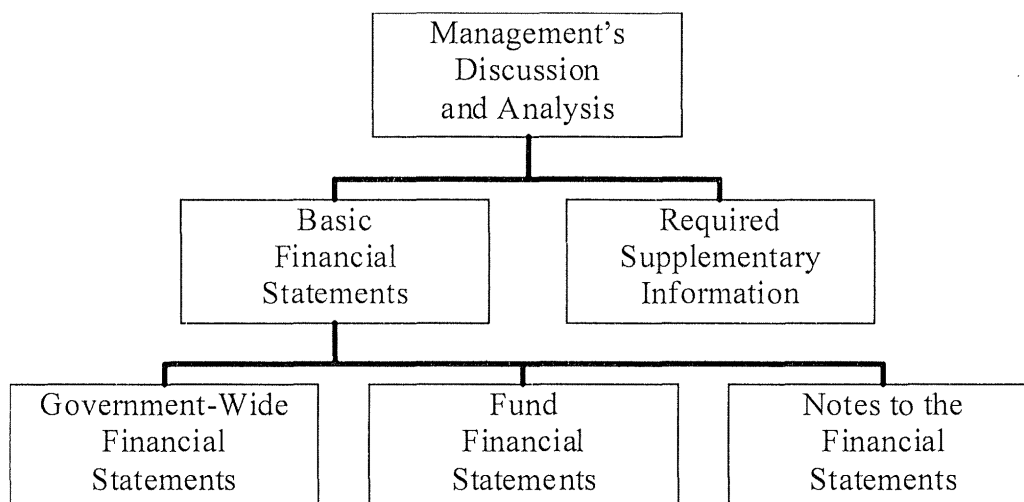 Management's
Discussion
and Analysis
Basic
Financial
Statements
Required
Supplementary
Information
Government-Wide
Financial
Statements
Fund
Financial
Statements
Notes to the
Financial
Statements